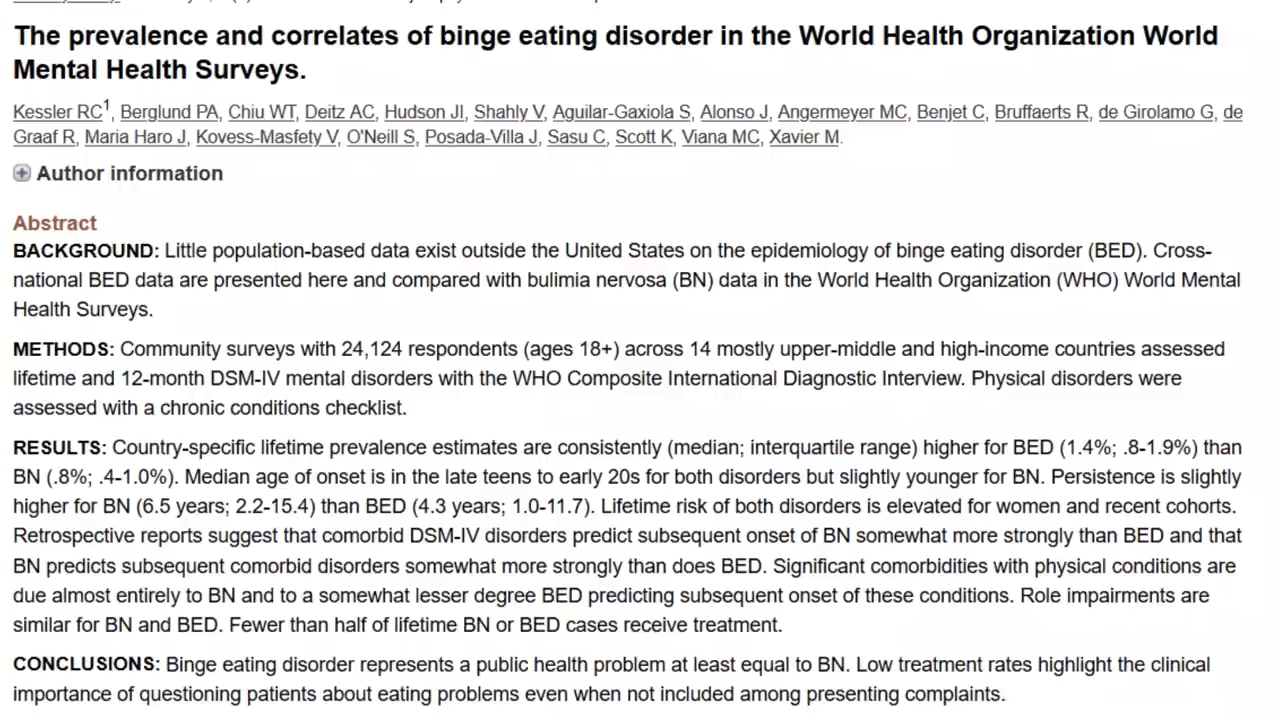 The prevalence and correlates of binge eating disorder in the World Health Organization World
Mental Health Surveys.
Kessler RC1, Berglund PA, Chiu WT, Deitz AC, Hudson JI, Shahly V, Aguilar-Gaxiola S, Alonso J, Angermeyer MC, Benjet C, Bruffaerts R, de Girolamo G, de
Graaf R, Maria Haro J, Kovess-Masfety V, O'Neill S, Posada-Villa J, Sasu C, Scott K, Viana MC, Xavier M.
Author information
Abstract
BACKGROUND: Little population-based data exist outside the United States on the epidemiology of binge eating disorder (BED). Cross-
national BED data are presented here and compared with bulimia nervosa (BN) data in the World Health Organization (WHO) World Mental
Health Surveys.
METHODS: Community surveys with 24,124 respondents (ages 18+) across 14 mostly upper-middle and high-income countries assessed
lifetime and 12-month DSM-IV mental disorders with the WHO Composite International Diagnostic Interview. Physical disorders were
assessed with a chronic conditions checklist.
RESULTS: Country-specific lifetime prevalence estimates are consistently (median; interquartile range) higher for BED (1.4%; .8-1.9%) than
BN (.8%; .4-1.0%). Median age of onset is in the late teens to early 20s for both disorders but slightly younger for BN. Persistence is slightly
higher for BN (6.5 years; 2.2-15.4) than BED (4.3 years; 1.0-11.7). Lifetime risk of both disorders is elevated for women and recent cohorts.
Retrospective reports suggest that comorbid DSM-IV disorders predict subsequent onset of BN somewhat more strongly than BED and that
BN predicts subsequent comorbid disorders somewhat more strongly than does BED. Significant comorbidities with physical conditions are
due almost entirely to BN and to a somewhat lesser degree BED predicting subsequent onset of these conditions. Role impairments are
similar for BN and BED. Fewer than half of lifetime BN or BED cases receive treatment.
CONCLUSIONS: Binge eating disorder represents a public health problem at least equal to BN. Low treatment rates highlight the clinical
importance of questioning patients about eating problems even when not included among presenting complaints.